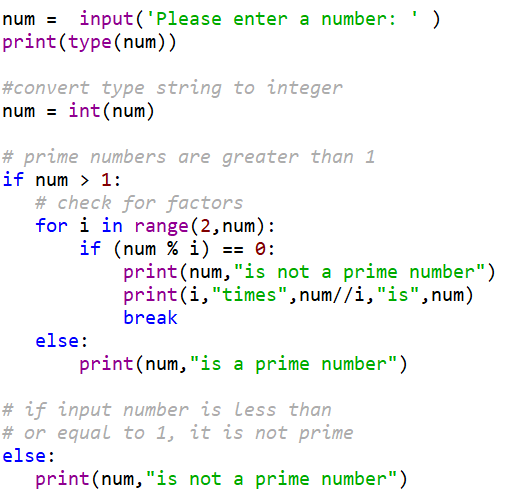 num =  input('Please enter a number: ' )
print(type(num))
#convert type string to integer
num = int(num)
# prime numbers are greater than 1
if num > 1:
   # check for factors
   for i in range(2,num):
       if (num % i) == 0:
           print(num,"is not a prime number")
           print(i,"times",num//i,"is",num)
           break
   else:
       print(num,"is a prime number")
# if input number is less than
# or equal to 1, it is not prime
else:
   print(num,"is not a prime number")